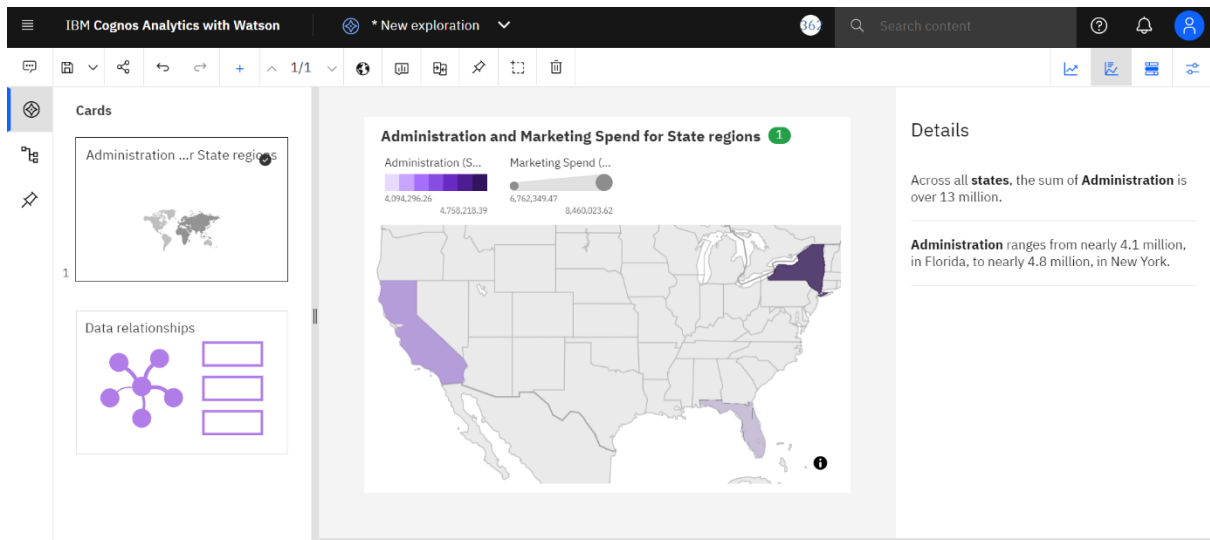 IBM Cognos Analytics with Watson
* New exploration
362
Search content
1/1
Cards
Administration ...r State regions
1
Data relationships
Administration and Marketing Spend for State regions 1
Administration (S...
4,094,296.26
4,758,218.39
Marketing Spend (...
6,762,349.47
8,460,023.62
Details
Across all states, the sum of Administration is
over 13 million.
Administration ranges from nearly 4.1 million,
in Florida, to nearly 4.8 million, in New York.